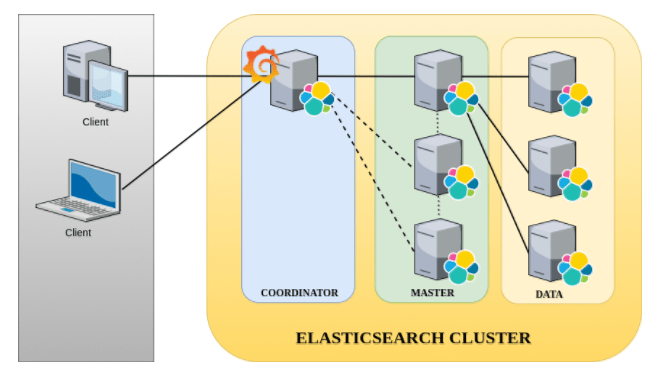 Client
Client
COORDINATOR
MASTER
DATA
ELASTICSEARCH CLUSTER